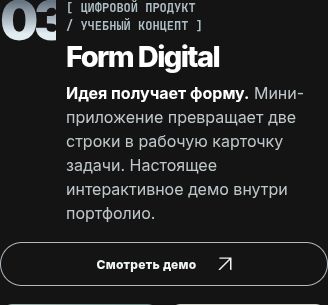 03
[ ЦИФРОВОЙ ПРОДУКТ
/ УЧЕБНЫЙ КОНЦЕПТ ]
Form Digital
Идея получает форму. Мини-
приложение превращает две
строки в рабочую карточку
задачи. Настоящее
интерактивное демо внутри
портфолио.
Смотреть демо